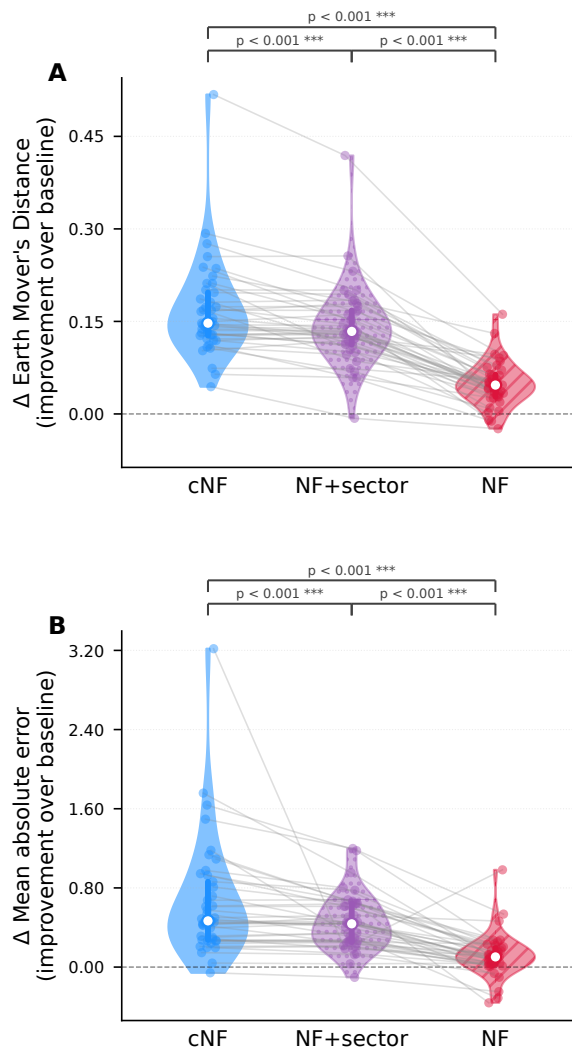 p < 0.001 ***
p < 0.001 *** p < 0.001 ***
A
Δ Earth Mover's Distance
(improvement over baseline)
0.45
0.30
0.15
0.00
cNF NF+sector NF
p < 0.001 ***
p < 0.001 *** p < 0.001 ***
B
Δ Mean absolute error
(improvement over baseline)
3.20
2.40
1.60
0.80
0.00
cNF NF+sector NF